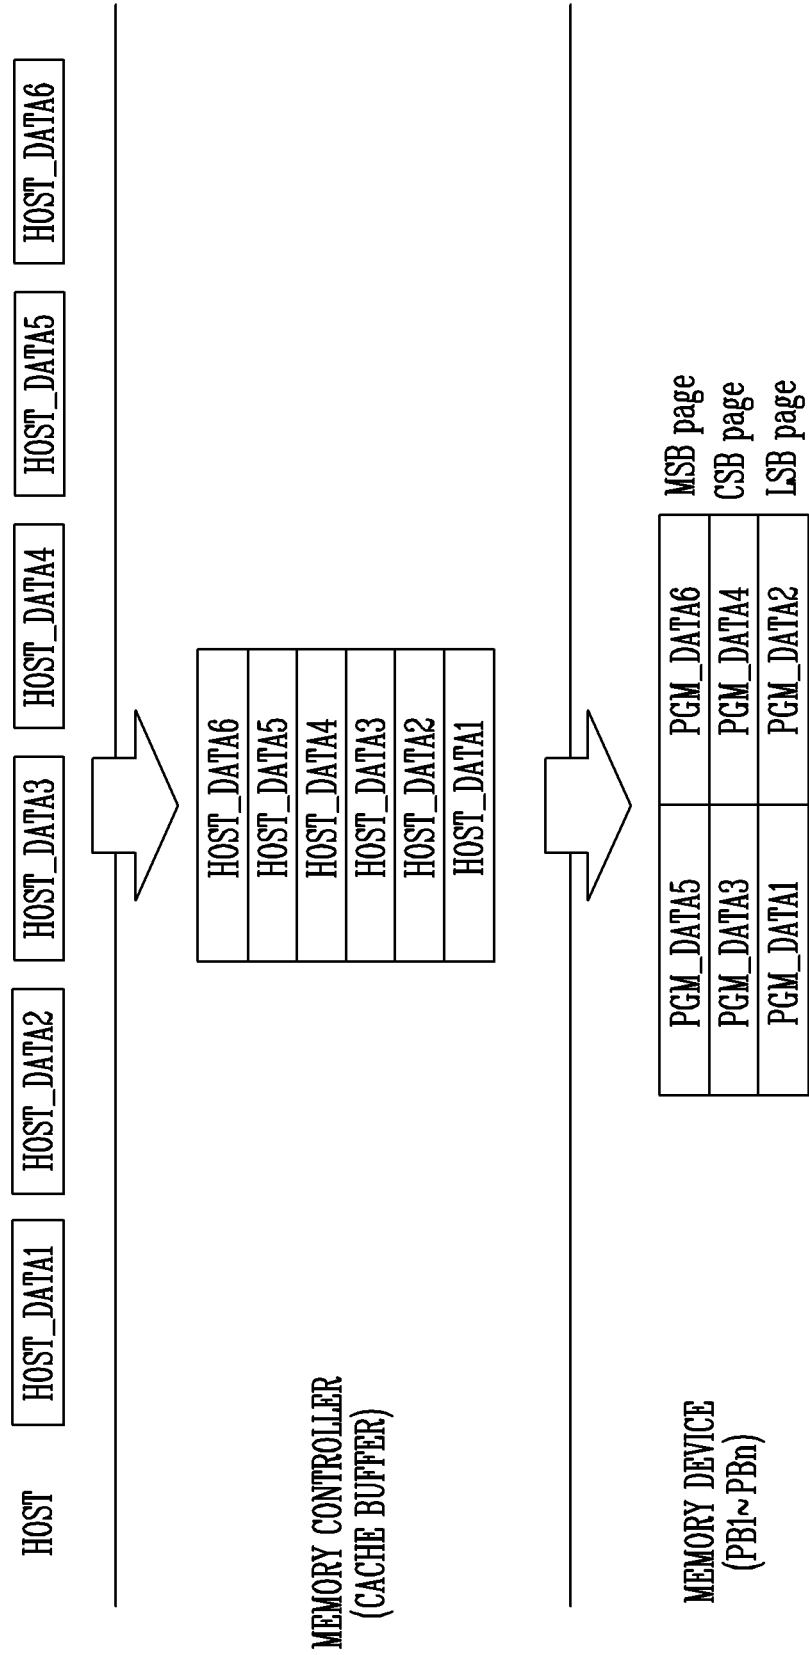 HOST
HOST_DATA1
HOST_DATA2
HOST_DATA3
HOST_DATA4
HOST_DATA5
HOST_DATA6
MEMORY CONTROLLER
(CACHE BUFFER)
HOST_DATA6
HOST_DATA5
HOST_DATA4
HOST_DATA3
HOST_DATA2
HOST_DATA1
MEMORY DEVICE
(PB1~PBn)
PGM_DATA5 PGM_DATA6 MSB page
PGM_DATA3 PGM_DATA4 CSB page
PGM_DATA1 PGM_DATA2 LSB page